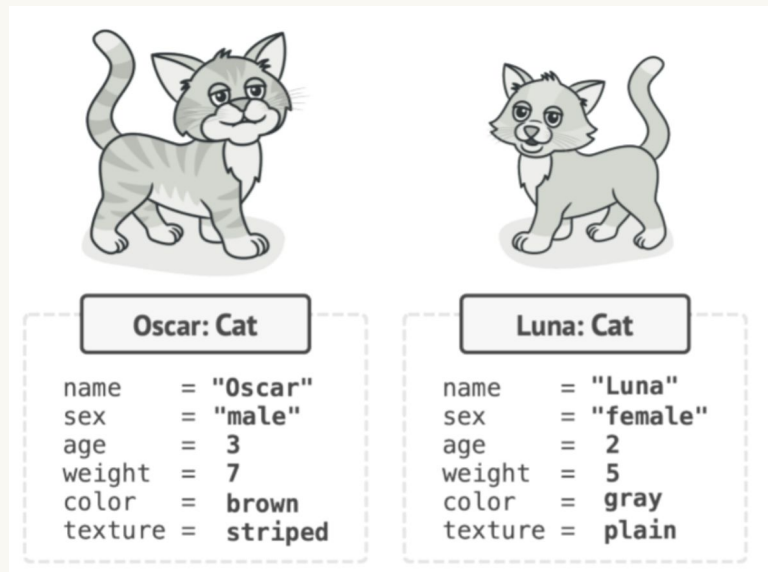 Oscar: Cat
name = "Oscar"
sex = "male"
age = 3
weight = 7
color = brown
texture = striped
Luna: Cat
name = "Luna"
sex = "female"
age = 2
weight = 5
color = gray
texture = plain